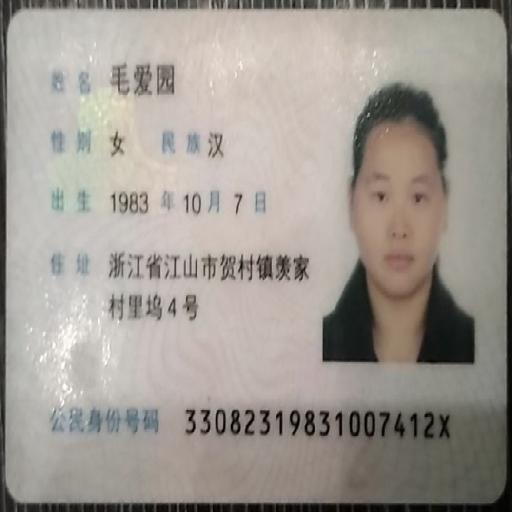 姓名 毛爱园
性别 女 民族 汉
出生 1983 年 10 月 7 日
住址 浙江省江山市贺村镇羡家
村里坞4号
公民身份号码 33082319831007412X